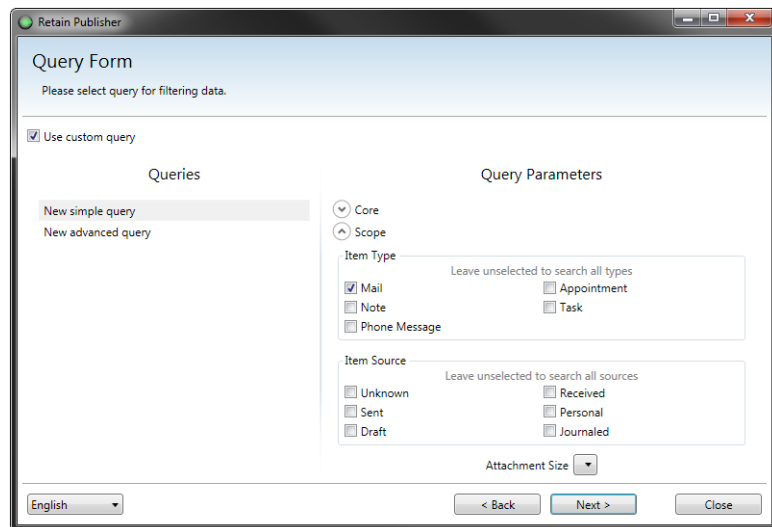 Retain Publisher
Query Form
Please select query for filtering data.
Use custom query
Queries
New simple query
New advanced query
Query Parameters
Core
Scope
Item Type
Leave unselected to search all types
Mail
Appointment
Note
Task
Phone Message
Item Source
Leave unselected to search all sources
Unknown
Received
Sent
Personal
Draft
Journaled
Attachment Size
English
< Back
Next >
Close